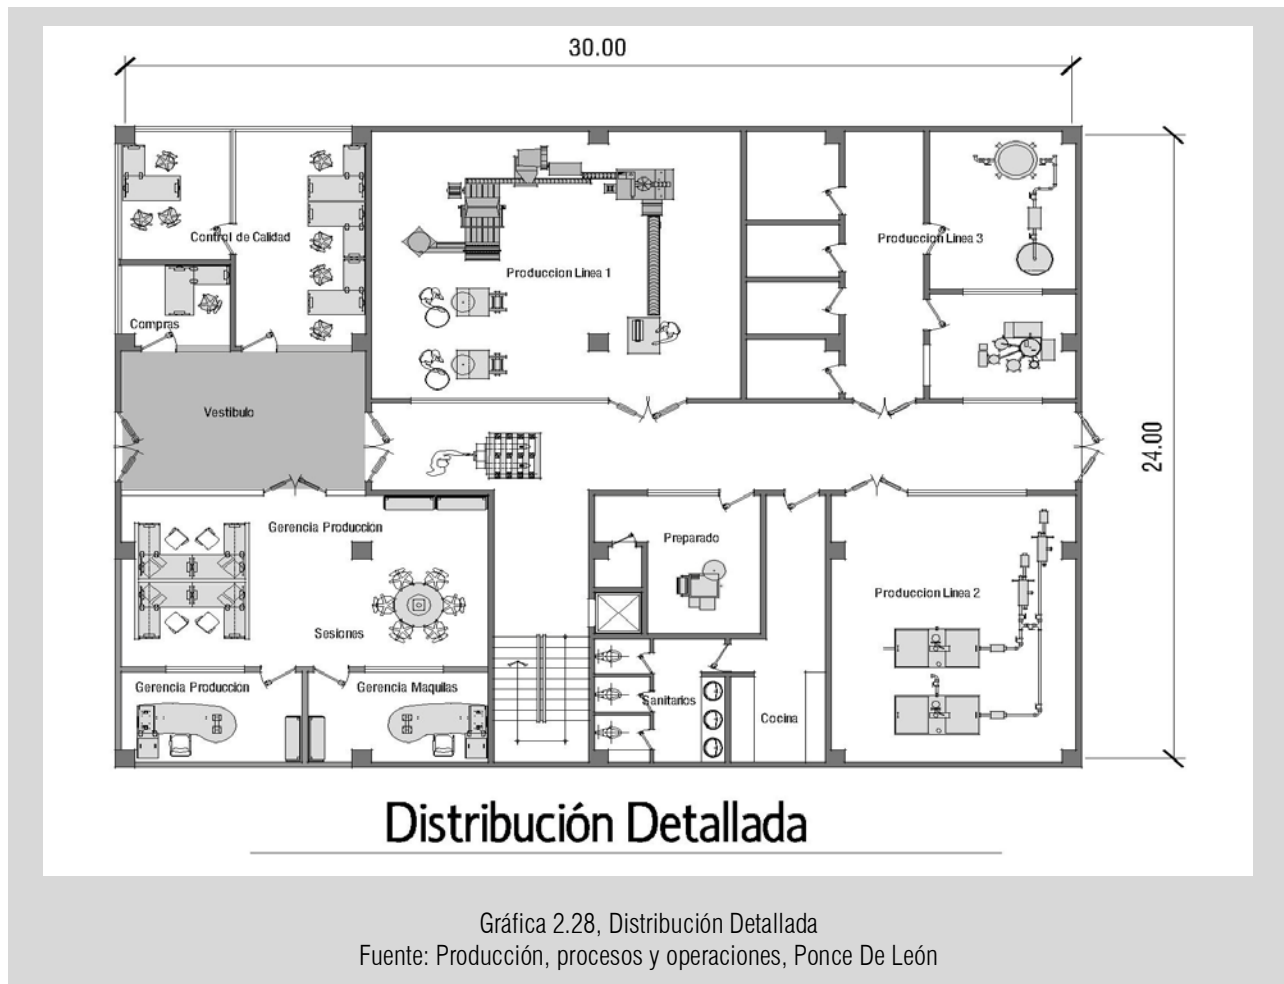 30.00
24.00
Control de Calidad
Produccion Linea 1
Produccion Linea 3
Compras
Vestibulo
Gerencia Produccion
Preparado
Produccion Linea 2
Sesiones
Gerencia Produccion
Gerencia Maquilas
Sanitarios
Cocina
Distribución Detallada
Gráfica 2.28, Distribución Detallada
Fuente: Producción, procesos y operaciones, Ponce De León